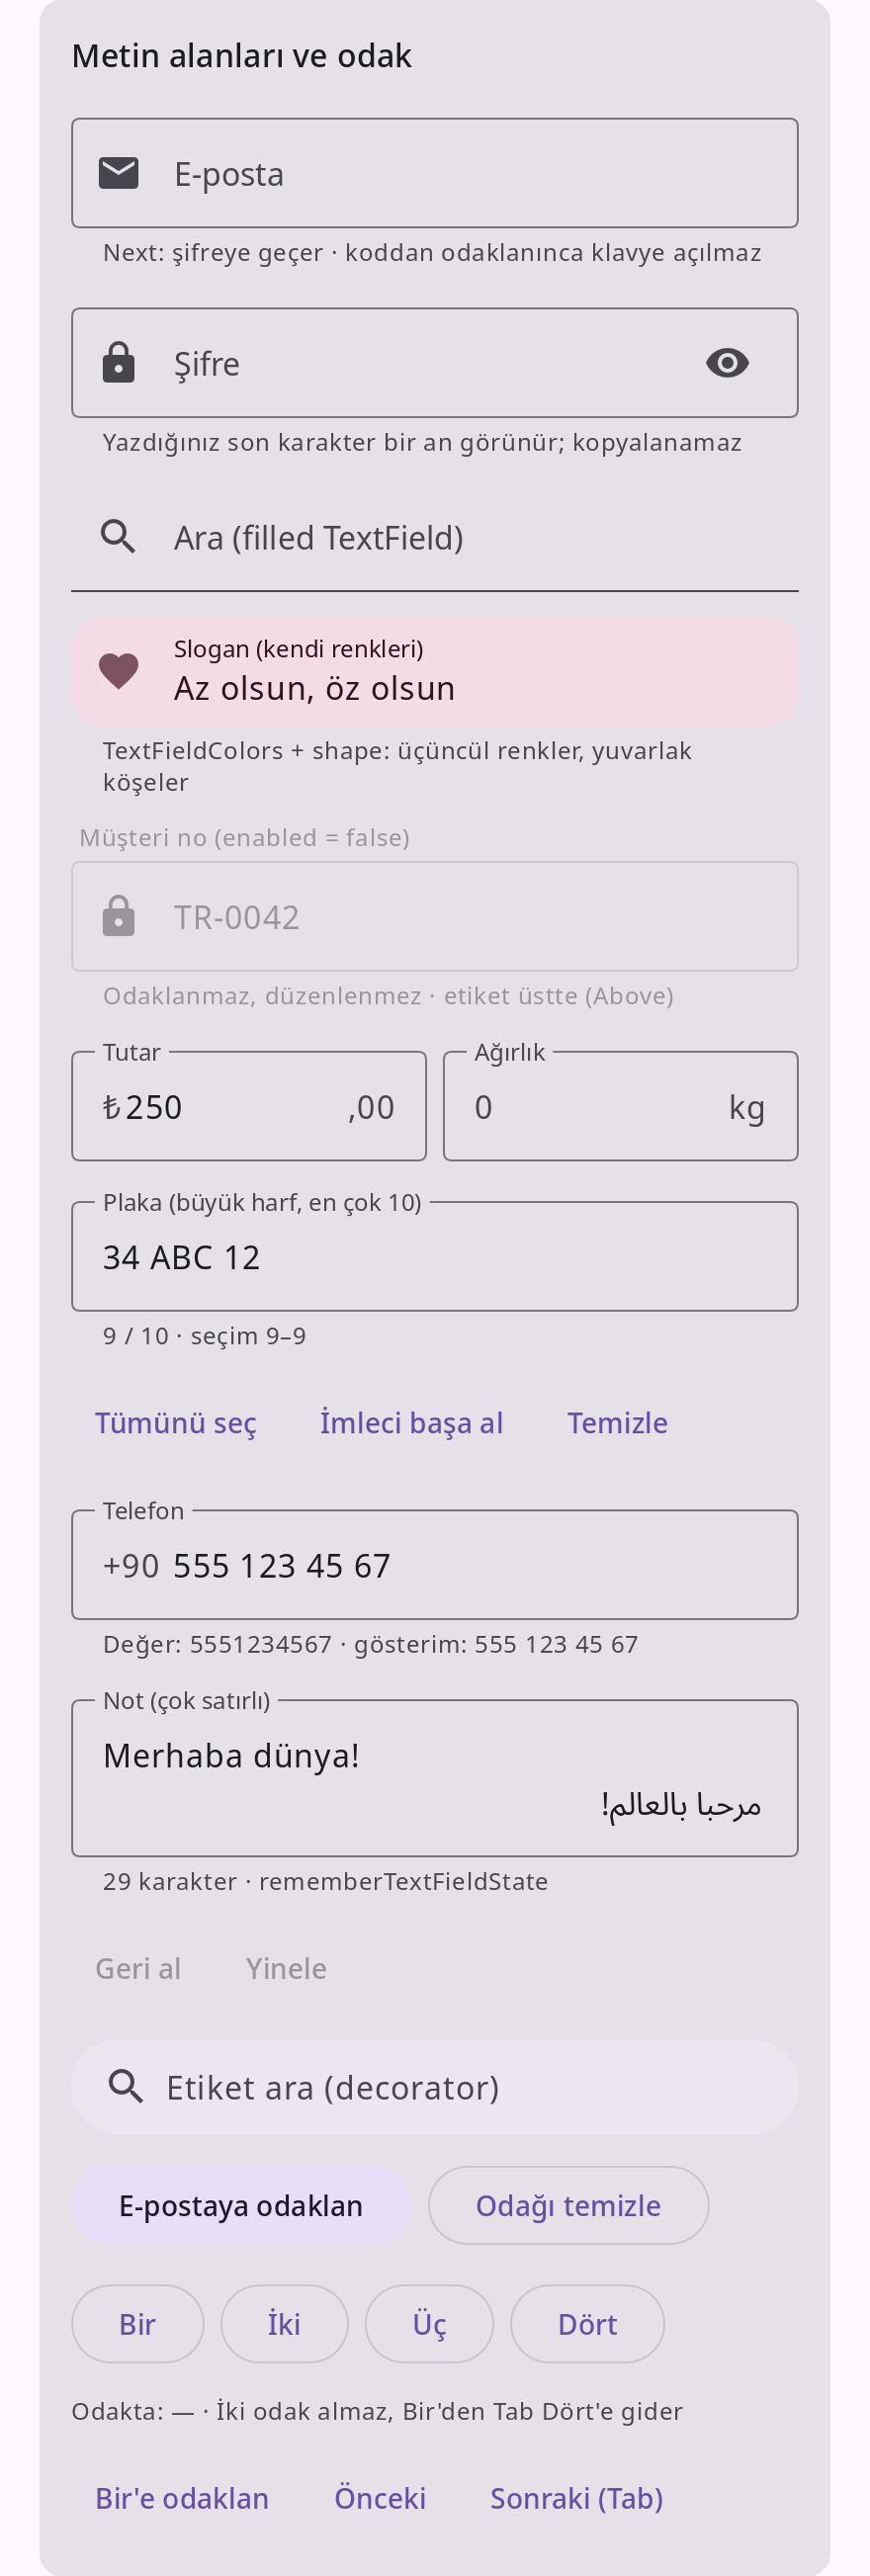 Metin alanları ve odak
E-posta
Next: şifreye geçer · koddan odaklanınca klavye açılmaz
Şifre
Yazdığınız son karakter bir an görünür; kopyalanamaz
Ara (filled TextField)
Slogan (kendi renkleri)
Az olsun, öz olsun
TextFieldColors + shape: üçüncül renkler, yuvarlak
köşeler
Müşteri no (enabled = false)
TR-0042
Odaklanmaz, düzenlenmez · etiket üstte (Above)
Tutar
₺250 ,00
Ağırlık
0 kg
Plaka (büyük harf, en çok 10)
34 ABC 12
9 / 10 · seçim 9–9
Tümünü seç İmleci başa al Temizle
Telefon
+90 555 123 45 67
Değer: 5551234567 · gösterim: 555 123 45 67
Not (çok satırlı)
Merhaba dünya!
مرحبا بالعالم!
29 karakter · rememberTextFieldState
Geri al Yinele
Etiket ara (decorator)
E-postaya odaklan Odağı temizle
Bir İki Üç Dört
Odakta: — · İki odak almaz, Bir'den Tab Dört'e gider
Bir'e odaklan Önceki Sonraki (Tab)